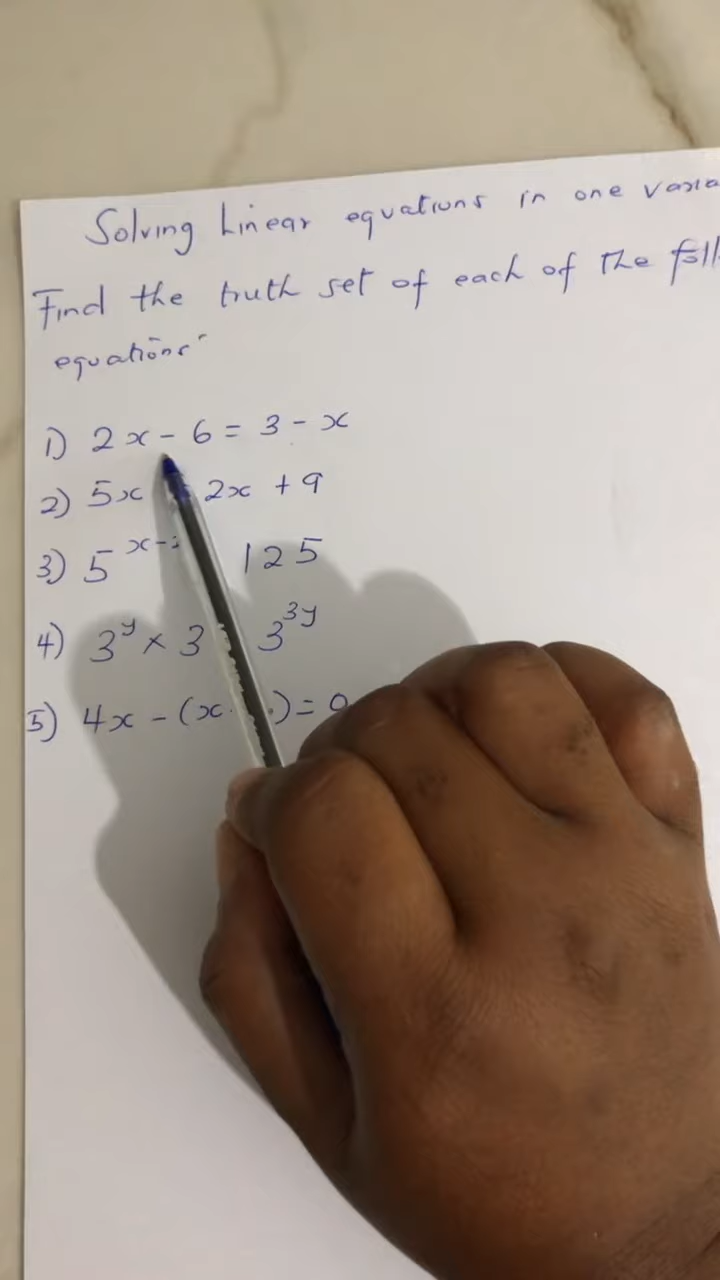 Solving Linear equations in one varia
Find the truth set of each of the foll
equations
1) 2x - 6 = 3 - x
2) 5x 2x + 9
3) 5^x- 125
4) 3^y × 3 3^3y
5) 4x - (x ) = 0